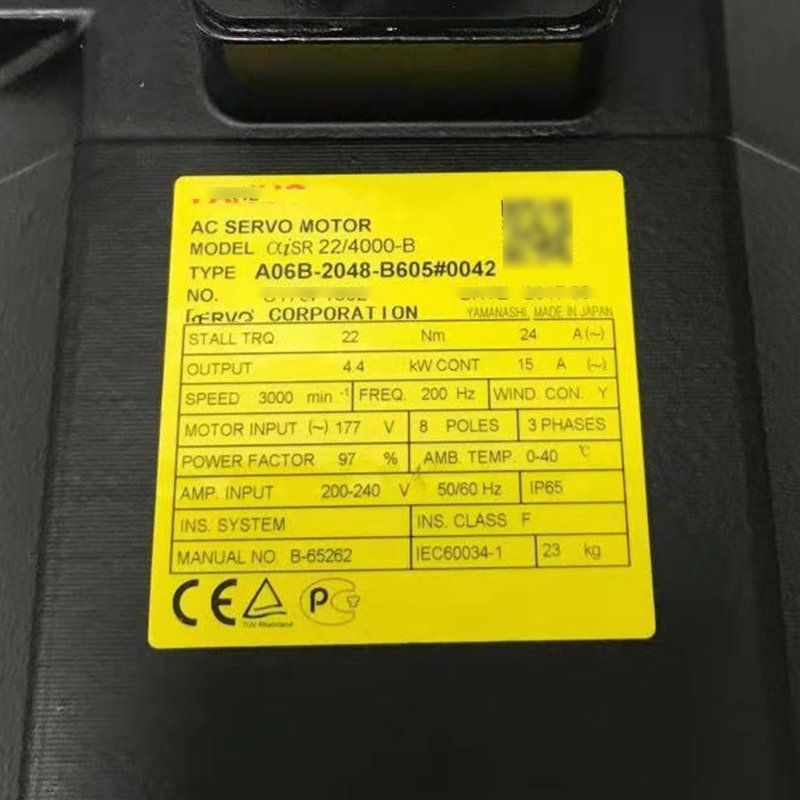 AC SERVO MOTOR
MODEL αiSR 22/4000-B
TYPE A06B-2048-B605#0042
NO.
CORPORATION YAMANASHI, MADE IN JAPAN
STALL TRQ 22 Nm 24 A(~)
OUTPUT 4.4 kW CONT 15 A (~)
SPEED 3000 min -1 FREQ. 200 Hz WIND. CON. Y
MOTOR INPUT (~) 177 V 8 POLES 3 PHASES
POWER FACTOR 97 % AMB. TEMP. 0-40 ℃
AMP. INPUT 200-240 V 50/60 Hz IP65
INS. SYSTEM INS. CLASS F
MANUAL NO. B-65262 IEC60034-1 23 kg
CE
TÜV Rheinland